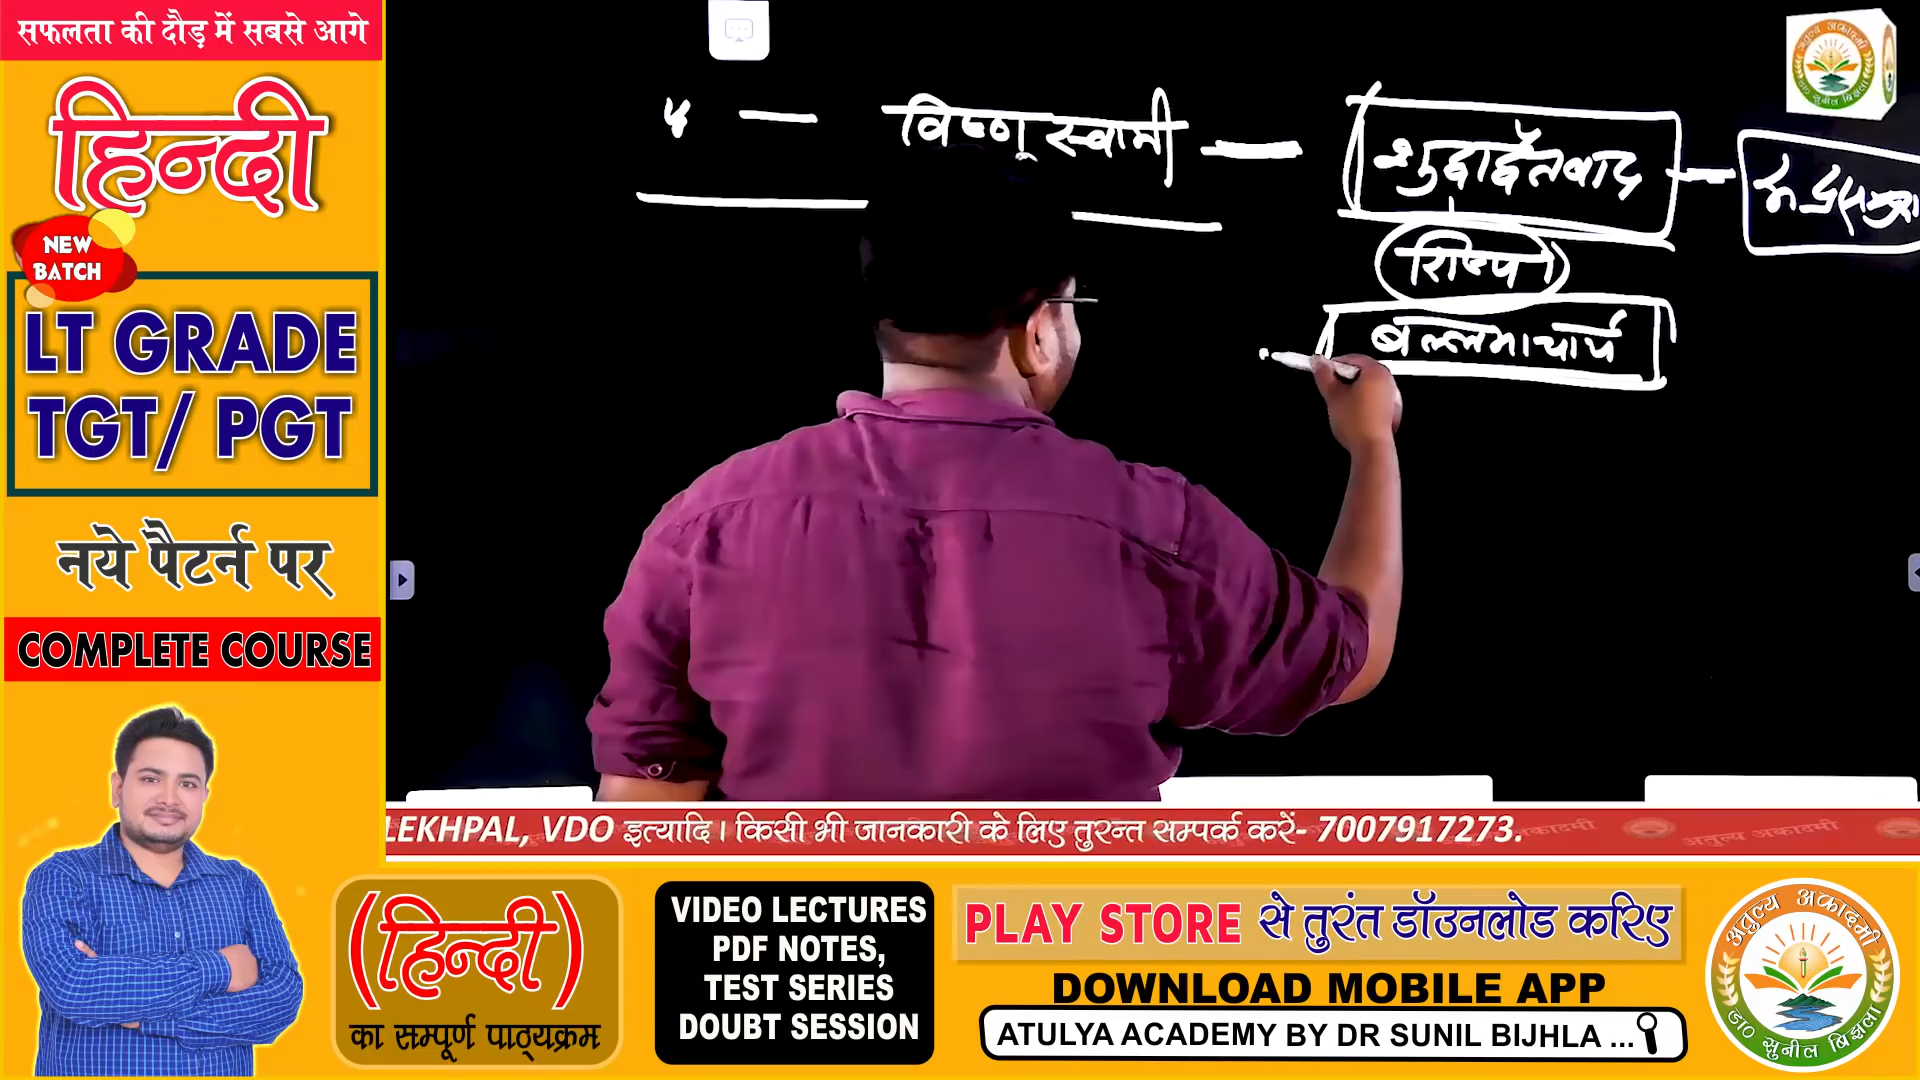 सफलता की दौड़ में सबसे आगे
हिन्दी
NEW
BATCH
LT GRADE
TGT/ PGT
नये पैटर्न पर
COMPLETE COURSE
५ — विष्णु स्वामी — शुद्धाद्वैतवाद —
शिष्य
बल्लभाचार्य
LEKHPAL, VDO इत्यादि । किसी भी जानकारी के लिए तुरन्त सम्पर्क करें- 7007917273.
(हिन्दी)
का सम्पूर्ण पाठ्यक्रम
VIDEO LECTURES
PDF NOTES,
TEST SERIES
DOUBT SESSION
PLAY STORE से तुरंत डॉउनलोड करिए
DOWNLOAD MOBILE APP
ATULYA ACADEMY BY DR SUNIL BIJHLA ...
अतुल्य अकादमी
डा० सुनील बिझला